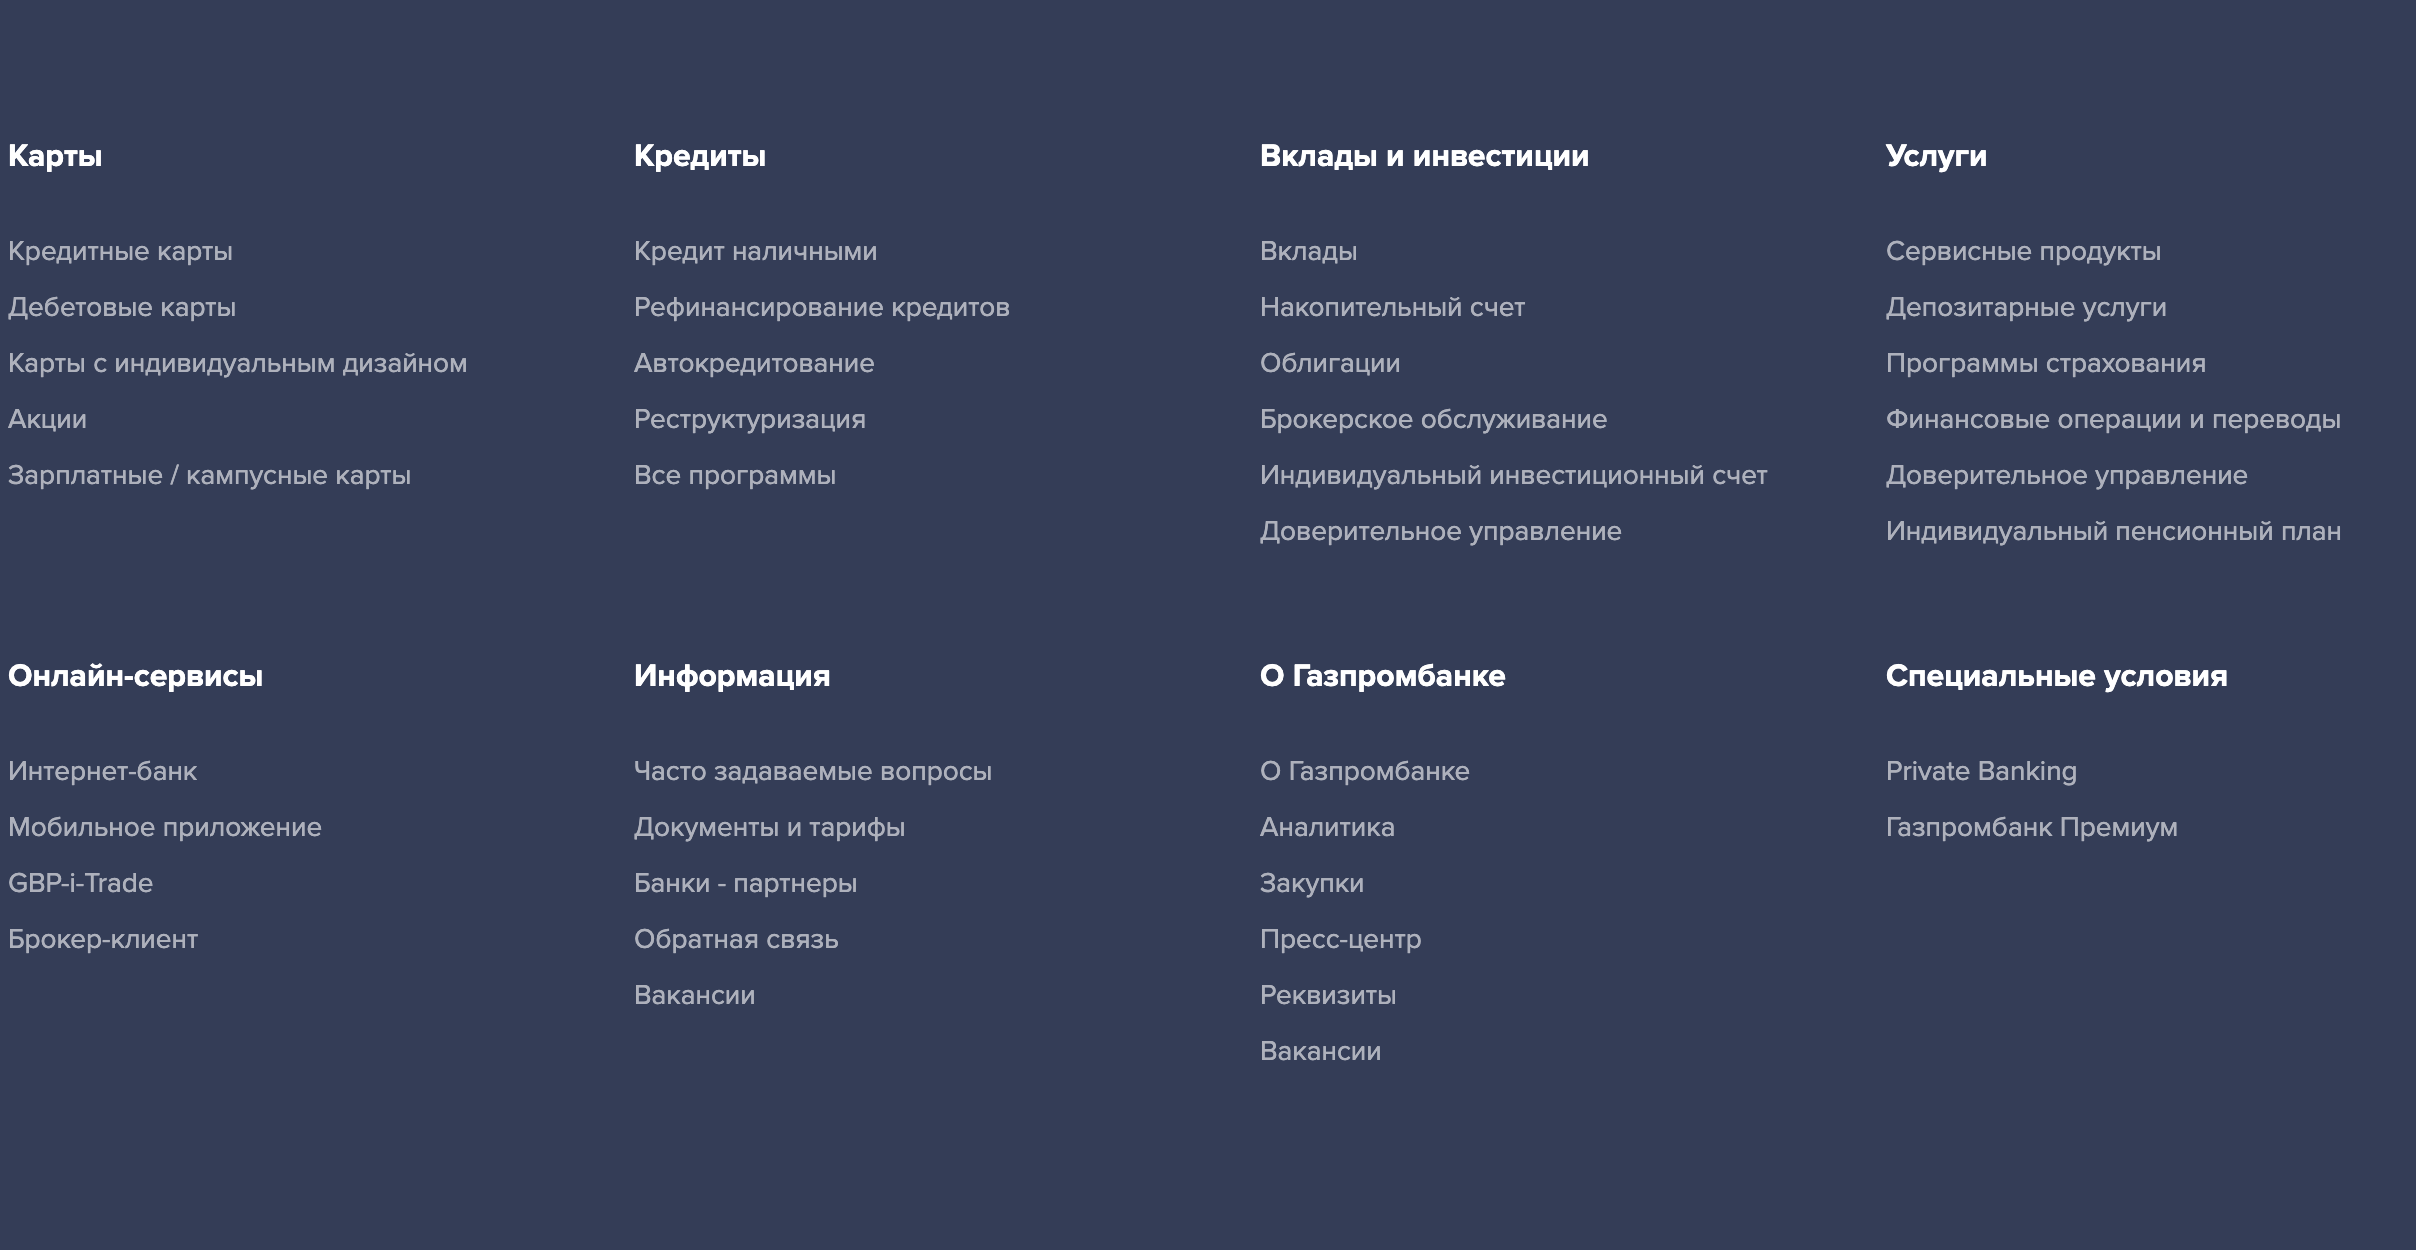 Карты
Кредитные карты
Дебетовые карты
Карты с индивидуальным дизайном
Акции
Зарплатные / кампусные карты
Кредиты
Кредит наличными
Рефинансирование кредитов
Автокредитование
Реструктуризация
Все программы
Вклады и инвестиции
Вклады
Накопительный счет
Облигации
Брокерское обслуживание
Индивидуальный инвестиционный счет
Доверительное управление
Услуги
Сервисные продукты
Депозитарные услуги
Программы страхования
Финансовые операции и переводы
Доверительное управление
Индивидуальный пенсионный план
Онлайн-сервисы
Интернет-банк
Мобильное приложение
GBP-i-Trade
Брокер-клиент
Информация
Часто задаваемые вопросы
Документы и тарифы
Банки - партнеры
Обратная связь
Вакансии
О Газпромбанке
О Газпромбанке
Аналитика
Закупки
Пресс-центр
Реквизиты
Вакансии
Специальные условия
Private Banking
Газпромбанк Премиум